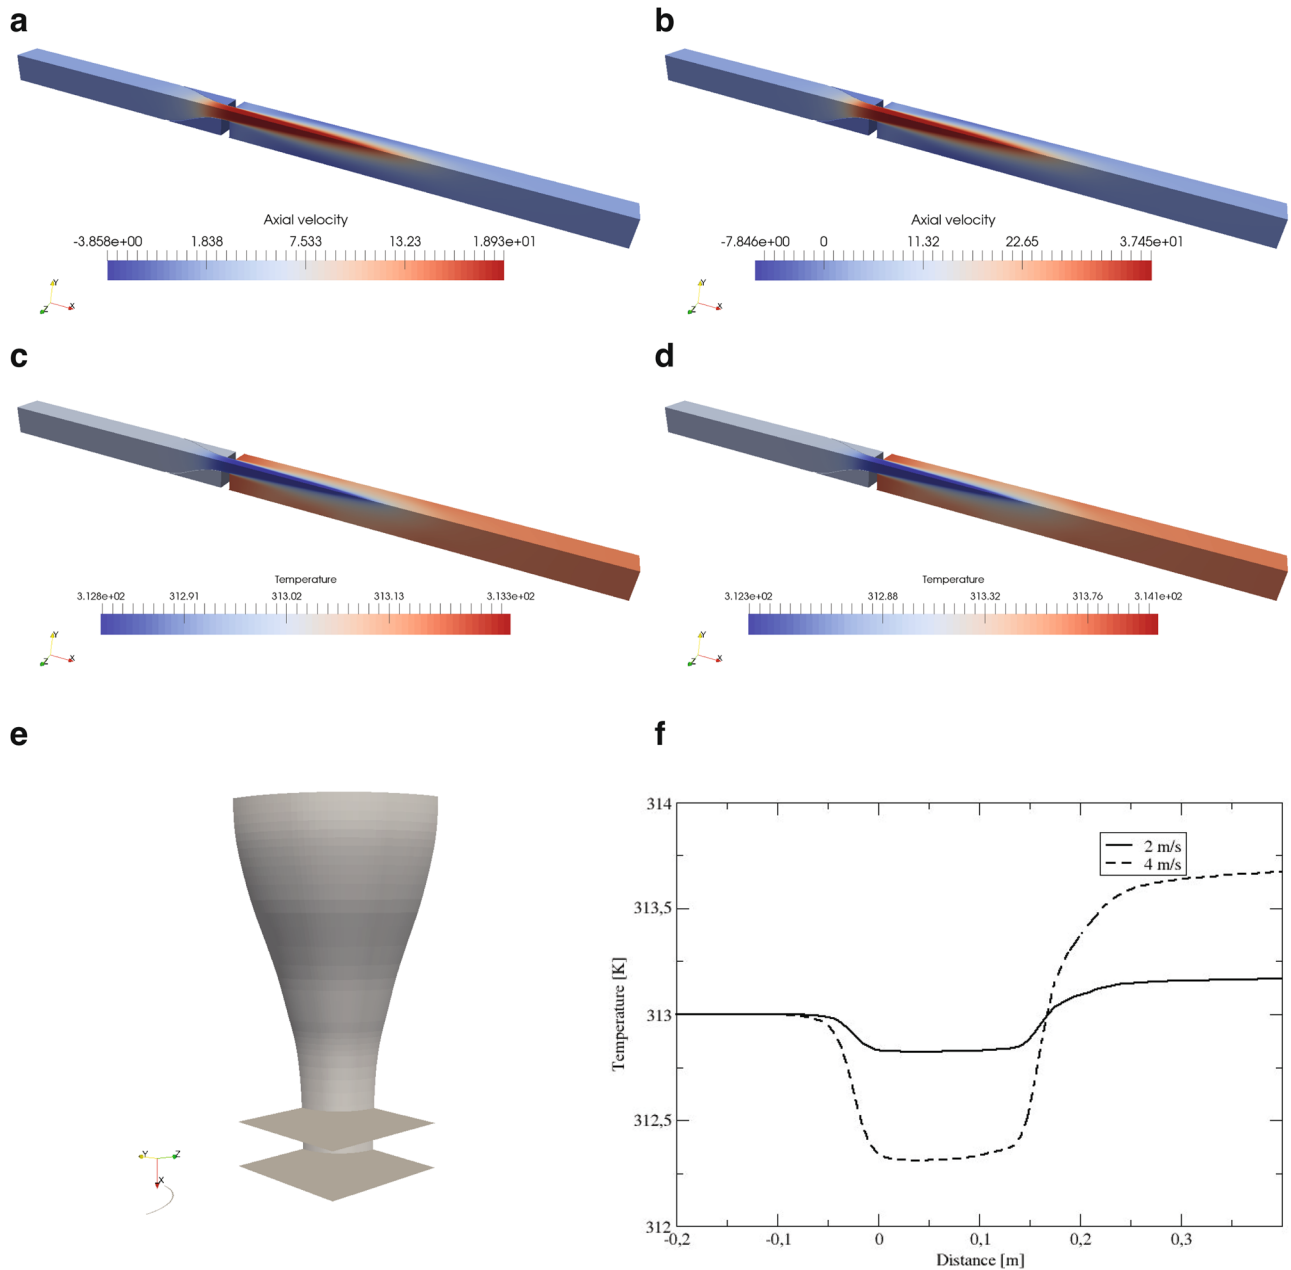 a
b
Axial velocity
-3.858e+00 1.838 7.533 13.23 1.893e+01
Y
Z X
Axial velocity
-7.846e+00 0 11.32 22.65 3.745e+01
Y
Z X
c
d
Temperature
3.128e+02 312.91 313.02 313.13 3.133e+02
Y
Z X
Temperature
3.123e+02 312.88 313.32 313.76 3.141e+02
Y
Z X
e
Y Z
X
f
314
313,5
313
312,5
312
Temperature [K]
2 m/s
4 m/s
-0,2 -0,1 0 0,1 0,2 0,3
Distance [m]